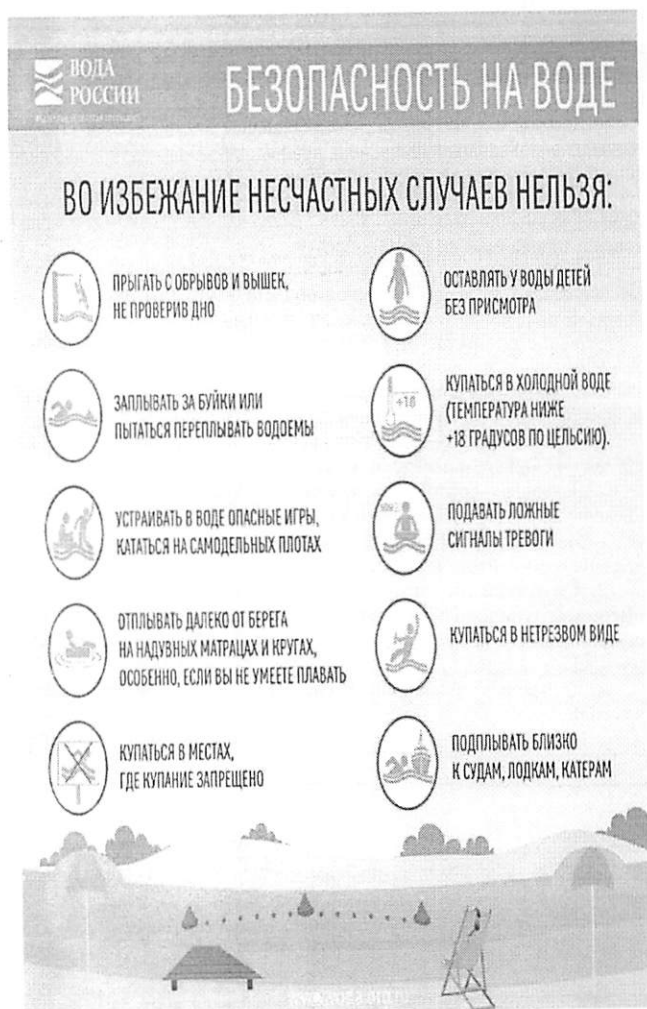 ВОДА
РОССИИ
БЕЗОПАСНОСТЬ НА ВОДЕ
ВО ИЗБЕЖАНИЕ НЕСЧАСТНЫХ СЛУЧАЕВ НЕЛЬЗЯ:
ПРЫГАТЬ С ОБРЫВОВ И ВЫШЕК,
НЕ ПРОВЕРИВ ДНО
ОСТАВЛЯТЬ У ВОДЫ ДЕТЕЙ
БЕЗ ПРИСМОТРА
ЗАПЛЫВАТЬ ЗА БУЙКИ ИЛИ
ПЫТАТЬСЯ ПЕРЕПЛЫВАТЬ ВОДОЕМЫ
+18
КУПАТЬСЯ В ХОЛОДНОЙ ВОДЕ
(ТЕМПЕРАТУРА НИЖЕ
+18 ГРАДУСОВ ПО ЦЕЛЬСИЮ).
УСТРАИВАТЬ В ВОДЕ ОПАСНЫЕ ИГРЫ,
КАТАТЬСЯ НА САМОДЕЛЬНЫХ ПЛОТАХ
ПОДАВАТЬ ЛОЖНЫЕ
СИГНАЛЫ ТРЕВОГИ
ОТПЛЫВАТЬ ДАЛЕКО ОТ БЕРЕГА
НА НАДУВНЫХ МАТРАЦАХ И КРУГАХ,
ОСОБЕННО, ЕСЛИ ВЫ НЕ УМЕЕТЕ ПЛАВАТЬ
КУПАТЬСЯ В НЕТРЕЗВОМ ВИДЕ
КУПАТЬСЯ В МЕСТАХ,
ГДЕ КУПАНИЕ ЗАПРЕЩЕНО
ПОДПЛЫВАТЬ БЛИЗКО
К СУДАМ, ЛОДКАМ, КАТЕРАМ